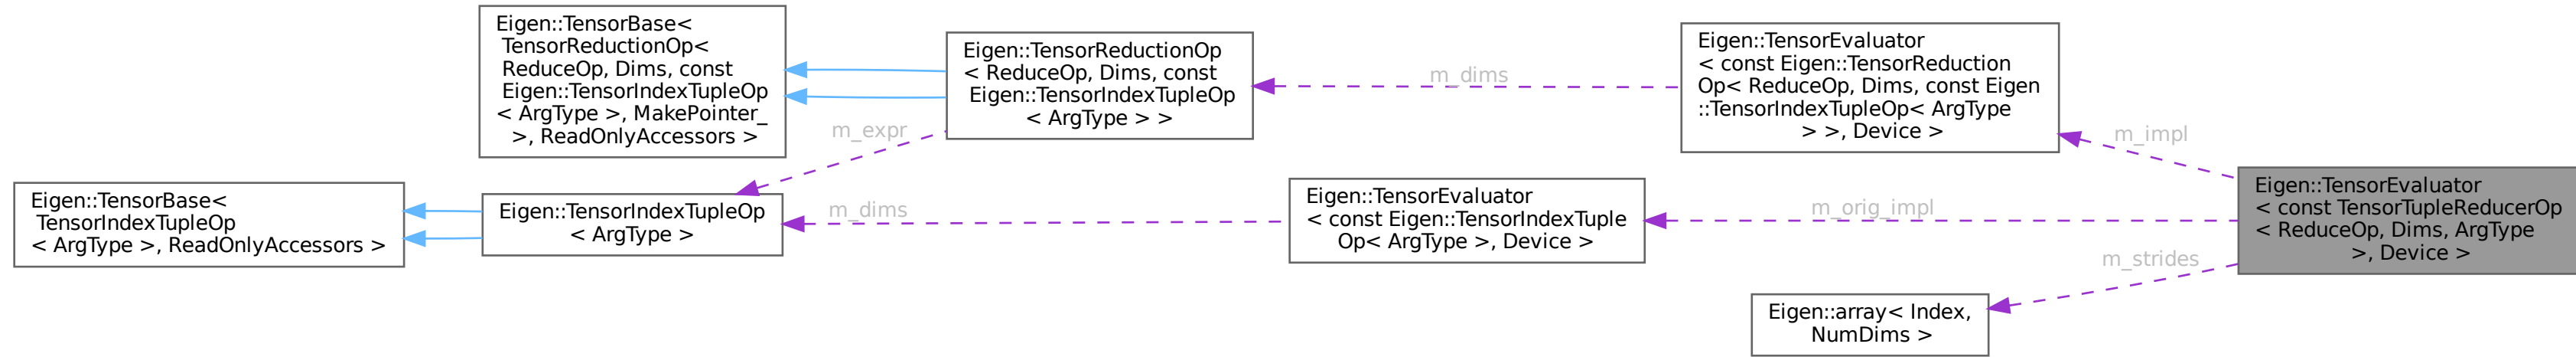 Eigen::TensorBase<
TensorReductionOp<
ReduceOp, Dims, const
Eigen::TensorIndexTupleOp
< ArgType >, MakePointer_
>, ReadOnlyAccessors >
Eigen::TensorBase<
TensorIndexTupleOp
< ArgType >, ReadOnlyAccessors >
Eigen::TensorReductionOp
< ReduceOp, Dims, const
Eigen::TensorIndexTupleOp
< ArgType > >
m_expr
Eigen::TensorIndexTupleOp
< ArgType >
m_dims
m_dims
Eigen::TensorEvaluator
< const Eigen::TensorReduction
Op< ReduceOp, Dims, const Eigen
::TensorIndexTupleOp< ArgType
> >, Device >
Eigen::TensorEvaluator
< const Eigen::TensorIndexTuple
Op< ArgType >, Device >
m_impl
m_orig_impl
m_strides
Eigen::array< Index,
NumDims >
Eigen::TensorEvaluator
< const TensorTupleReducerOp
< ReduceOp, Dims, ArgType
>, Device >